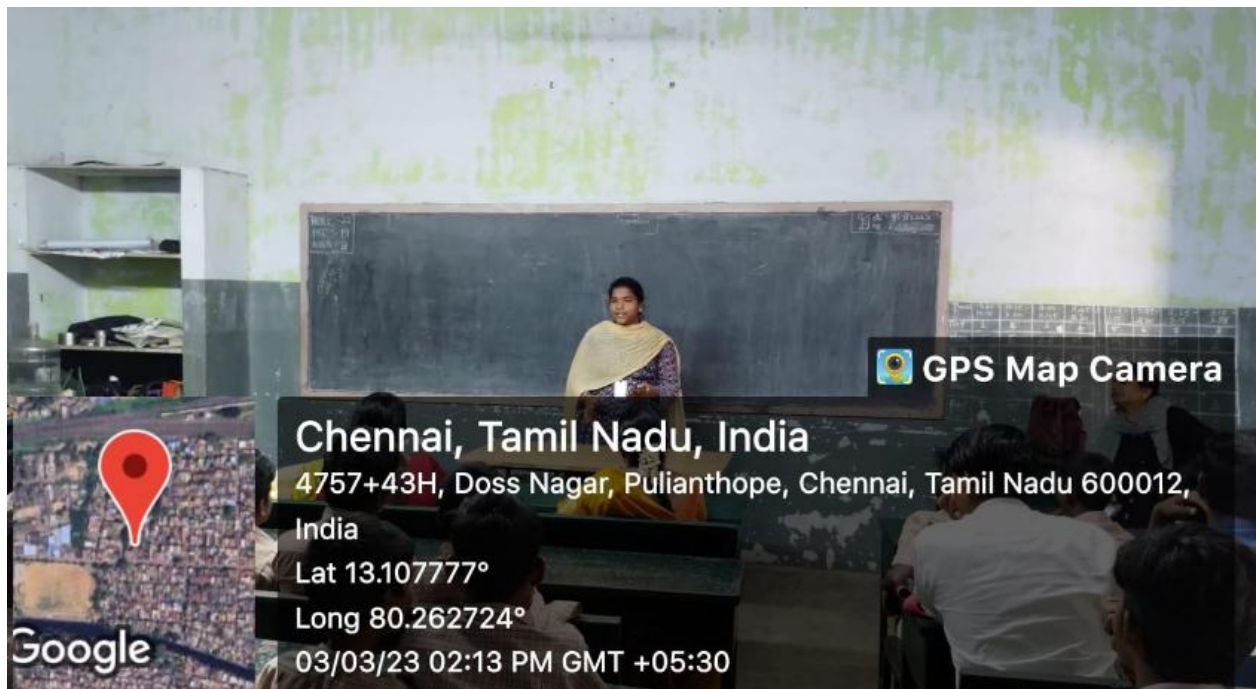 GPS Map Camera
Chennai, Tamil Nadu, India
4757+43H, Doss Nagar, Pulianthope, Chennai, Tamil Nadu 600012,
India
Lat 13.107777°
Long 80.262724°
03/03/23 02:13 PM GMT +05:30
Google